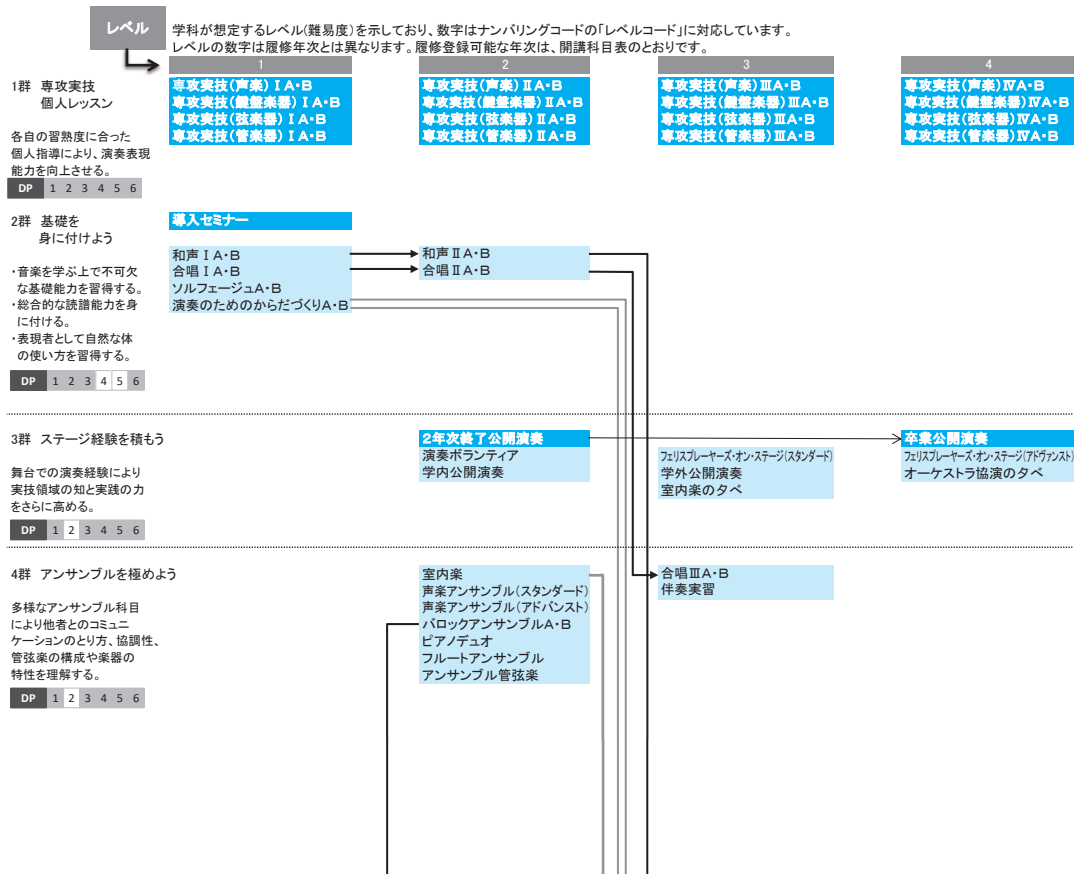 レベル
学科が想定するレベル(難易度)を示しており、数字はナンバリングコードの「レベルコード」に対応しています。
レベルの数字は履修年次とは異なります。履修登録可能な年次は、開講科目表のとおりです。
1 2 3 4
1群 専攻実技
個人レッスン
各自の習熟度に合った
個人指導により、演奏表現
能力を向上させる。
DP 1 2 3 4 5 6
専攻実技(声楽)ⅠA・B
専攻実技(鍵盤楽器)ⅠA・B
専攻実技(弦楽器)ⅠA・B
専攻実技(管楽器)ⅠA・B
専攻実技(声楽)ⅡA・B
専攻実技(鍵盤楽器)ⅡA・B
専攻実技(弦楽器)ⅡA・B
専攻実技(管楽器)ⅡA・B
専攻実技(声楽)ⅢA・B
専攻実技(鍵盤楽器)ⅢA・B
専攻実技(弦楽器)ⅢA・B
専攻実技(管楽器)ⅢA・B
専攻実技(声楽)ⅣA・B
専攻実技(鍵盤楽器)ⅣA・B
専攻実技(弦楽器)ⅣA・B
専攻実技(管楽器)ⅣA・B
2群 基礎を
身に付けよう
・音楽を学ぶ上で不可欠
な基礎能力を習得する。
・総合的な読譜能力を身
に付ける。
・表現者として自然な体
の使い方を習得する。
DP 1 2 3 4 5 6
導入セミナー
和声ⅠA・B
合唱ⅠA・B
ソルフェージュA・B
演奏のためのからだづくりA・B
和声ⅡA・B
合唱ⅡA・B
3群 ステージ経験を積もう
舞台での演奏経験により
実技領域の知と実践の力
をさらに高める。
DP 1 2 3 4 5 6
2年次終了公開演奏
演奏ボランティア
学内公開演奏
フェリスプレーヤーズ・オン・ステージ(スタンダード)
学外公開演奏
室内楽の夕べ
卒業公開演奏
フェリスプレーヤーズ・オン・ステージ(アドヴァンスト)
オーケストラ協演の夕べ
4群 アンサンブルを極めよう
多様なアンサンブル科目
により他者とのコミュニ
ケーションのとり方、協調性、
管弦楽の構成や楽器の
特性を理解する。
DP 1 2 3 4 5 6
室内楽
声楽アンサンブル(スタンダード)
声楽アンサンブル(アドバンスト)
バロックアンサンブルA・B
ピアノデュオ
フルートアンサンブル
アンサンブル管弦楽
合唱ⅢA・B
伴奏実習